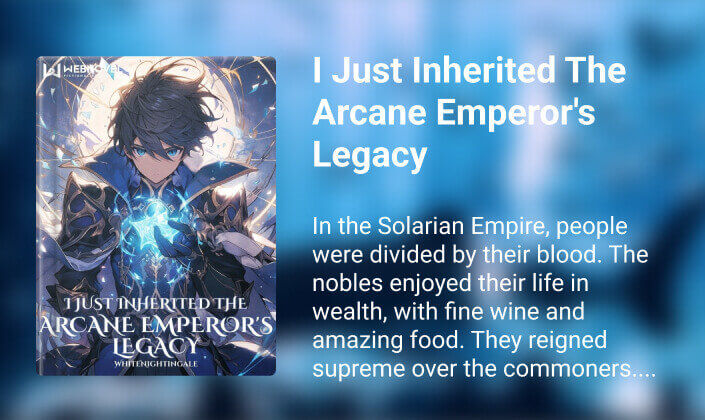 WEBNOVEL
I JUST INHERITED THE
ARCANE EMPEROR'S
LEGACY
WHITENIGHTINGALE
I Just Inherited The
Arcane Emperor's
Legacy
In the Solarian Empire, people
were divided by their blood. The
nobles enjoyed their life in
wealth, with fine wine and
amazing food. They reigned
supreme over the commoners....